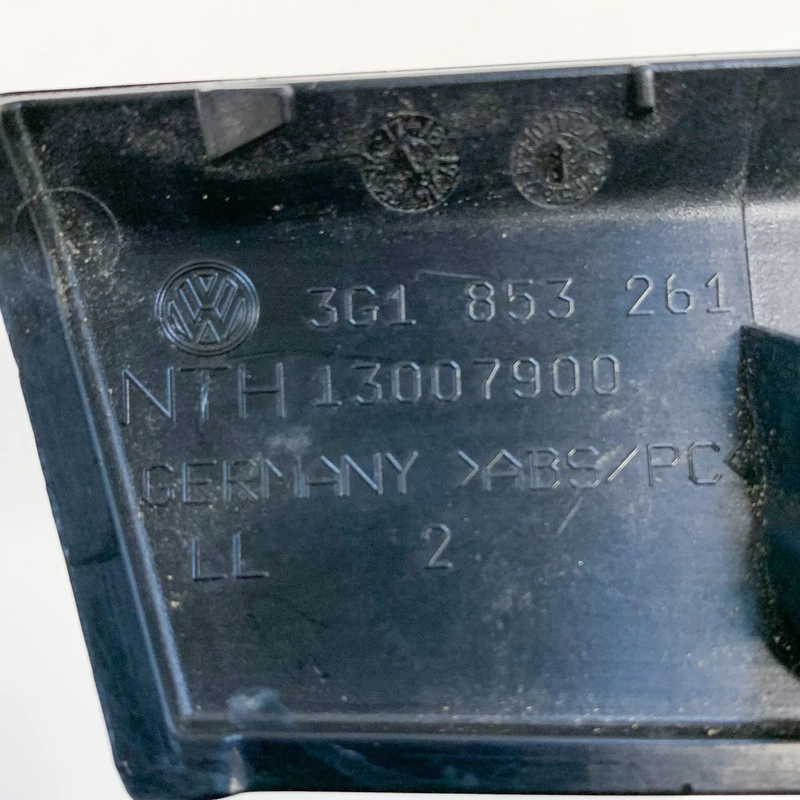 3G1 853 261
NTH 13007900
GERMANY >ABS/PC<
LL 2